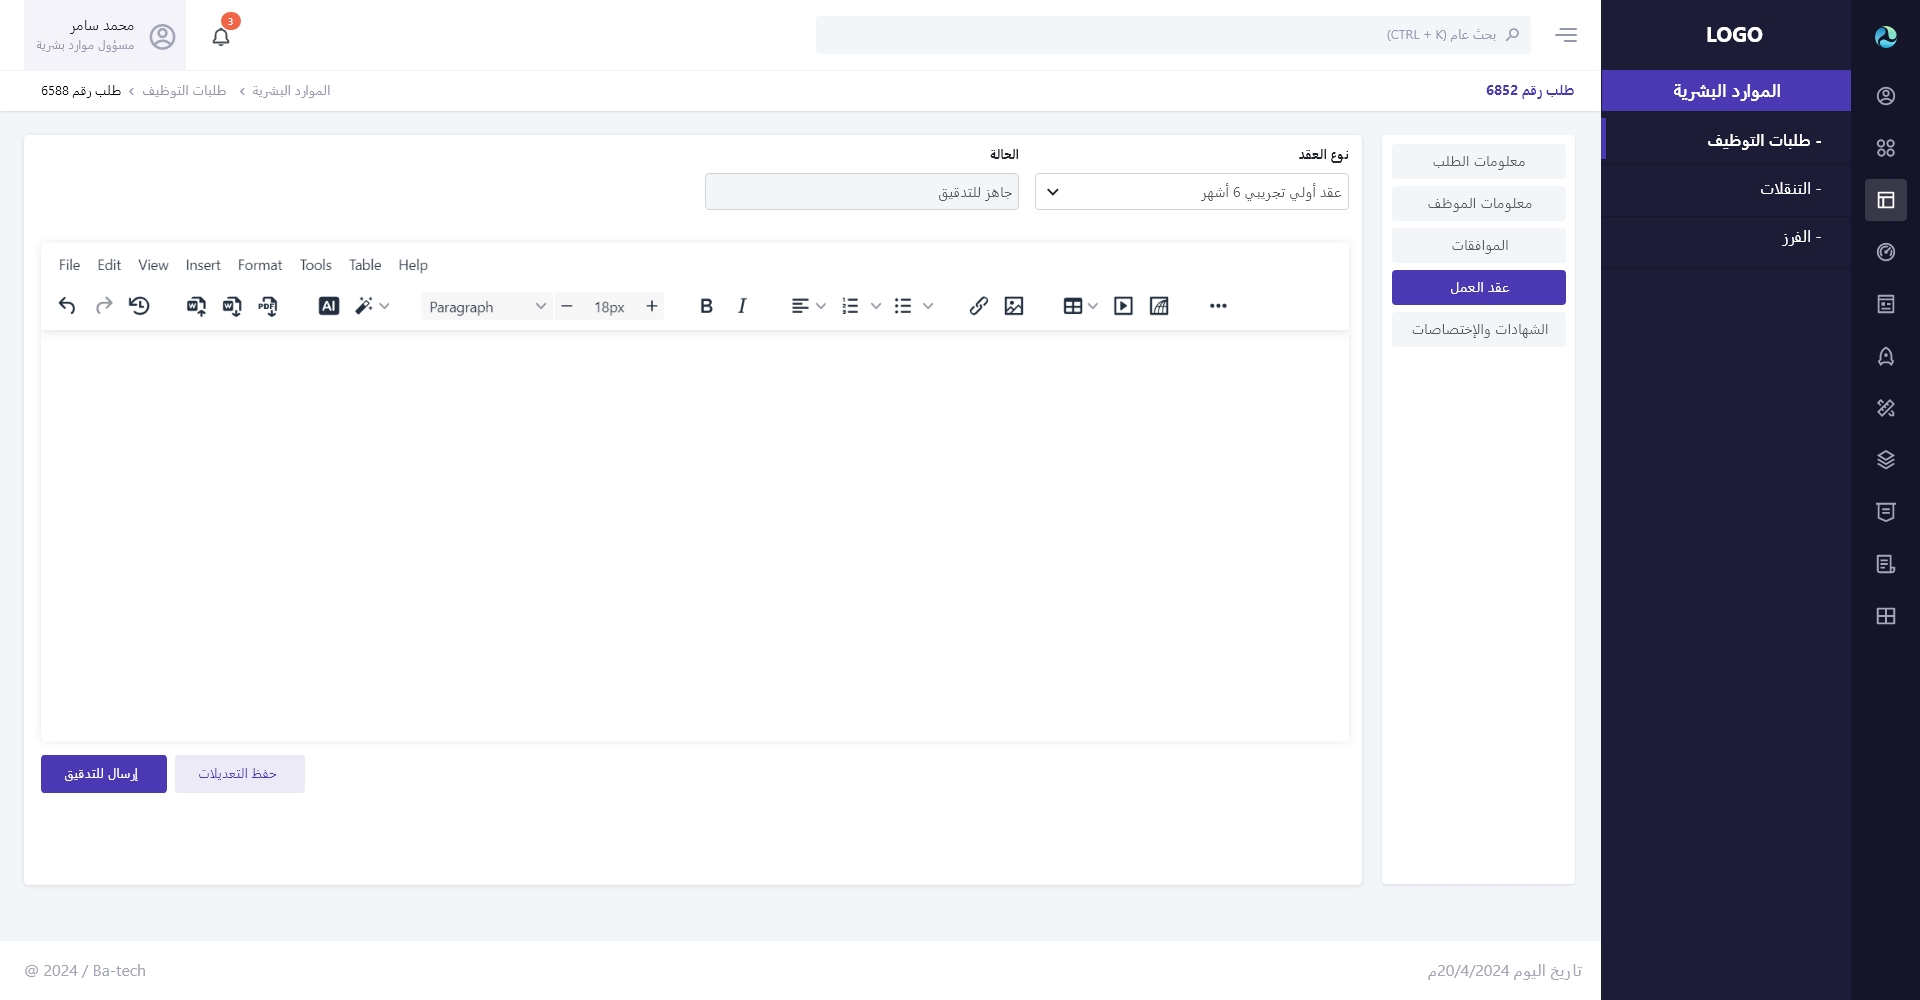 LOGO
بحث عام (CTRL + K)
3
محمد سامر
مسؤول موارد بشرية
الموارد البشرية
- طلبات التوظيف
- التنقلات
- الفرز
طلب رقم 6852
الموارد البشرية > طلبات التوظيف > طلب رقم 6588
معلومات الطلب
معلومات الموظف
الموافقات
عقد العمل
الشهادات والإختصاصات
نوع العقد
عقد أولي تجريبي 6 أشهر
الحالة
جاهز للتدقيق
File Edit View Insert Format Tools Table Help
W W PDF AI Paragraph − 18px + B I
حفظ التعديلات
إرسال للتدقيق
تاريخ اليوم 20/4/2024م
@ 2024 / Ba-tech